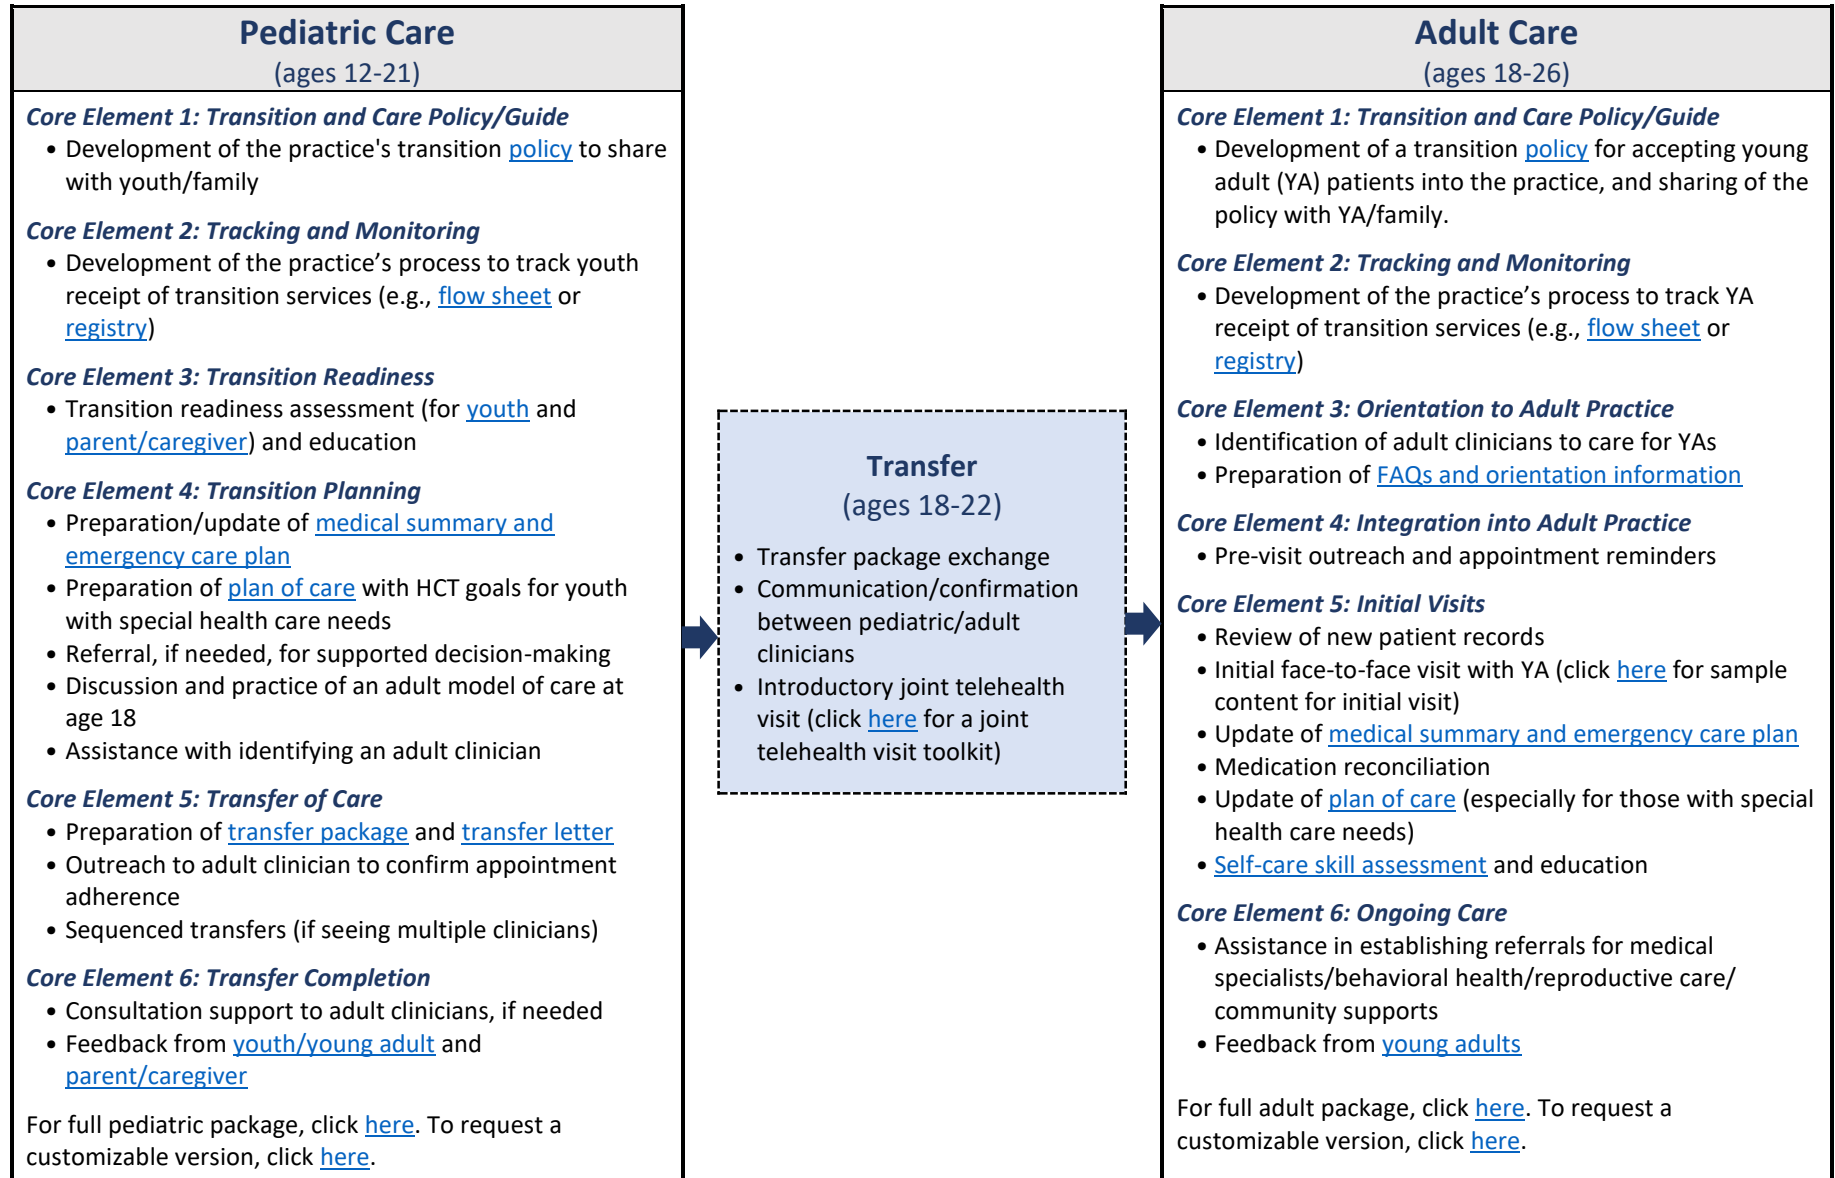 Pediatric Care
(ages 12-21)
Core Element 1: Transition and Care Policy/Guide
• Development of the practice's transition policy to share
with youth/family
Core Element 2: Tracking and Monitoring
• Development of the practice’s process to track youth
receipt of transition services (e.g., flow sheet or
registry)
Core Element 3: Transition Readiness
• Transition readiness assessment (for youth and
parent/caregiver) and education
Core Element 4: Transition Planning
• Preparation/update of medical summary and
emergency care plan
• Preparation of plan of care with HCT goals for youth
with special health care needs
• Referral, if needed, for supported decision-making
• Discussion and practice of an adult model of care at
age 18
• Assistance with identifying an adult clinician
Core Element 5: Transfer of Care
• Preparation of transfer package and transfer letter
• Outreach to adult clinician to confirm appointment
adherence
• Sequenced transfers (if seeing multiple clinicians)
Core Element 6: Transfer Completion
• Consultation support to adult clinicians, if needed
• Feedback from youth/young adult and
parent/caregiver
For full pediatric package, click here. To request a
customizable version, click here.
Transfer
(ages 18-22)
• Transfer package exchange
• Communication/confirmation
between pediatric/adult
clinicians
• Introductory joint telehealth
visit (click here for a joint
telehealth visit toolkit)
Adult Care
(ages 18-26)
Core Element 1: Transition and Care Policy/Guide
• Development of a transition policy for accepting young
adult (YA) patients into the practice, and sharing of the
policy with YA/family.
Core Element 2: Tracking and Monitoring
• Development of the practice’s process to track YA
receipt of transition services (e.g., flow sheet or
registry)
Core Element 3: Orientation to Adult Practice
• Identification of adult clinicians to care for YAs
• Preparation of FAQs and orientation information
Core Element 4: Integration into Adult Practice
• Pre-visit outreach and appointment reminders
Core Element 5: Initial Visits
• Review of new patient records
• Initial face-to-face visit with YA (click here for sample
content for initial visit)
• Update of medical summary and emergency care plan
• Medication reconciliation
• Update of plan of care (especially for those with special
health care needs)
• Self-care skill assessment and education
Core Element 6: Ongoing Care
• Assistance in establishing referrals for medical
specialists/behavioral health/reproductive care/
community supports
• Feedback from young adults
For full adult package, click here. To request a
customizable version, click here.